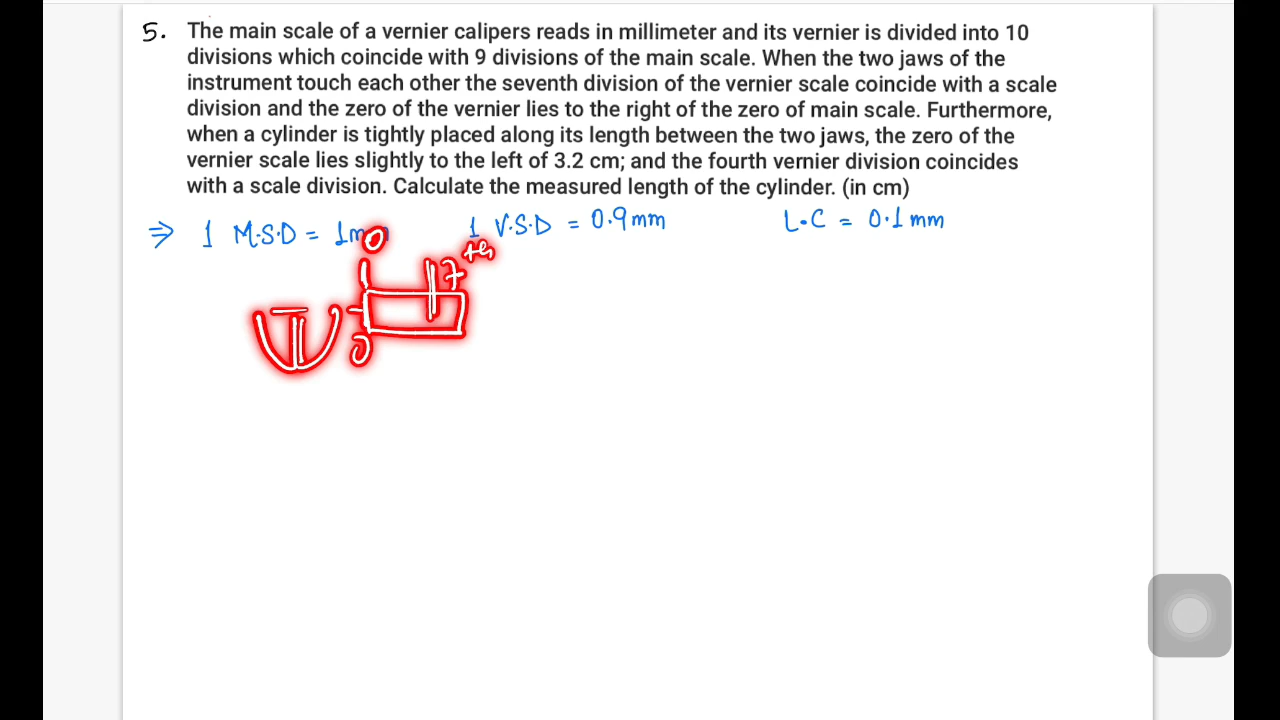 5. The main scale of a vernier calipers reads in millimeter and its vernier is divided into 10
divisions which coincide with 9 divisions of the main scale. When the two jaws of the
instrument touch each other the seventh division of the vernier scale coincide with a scale
division and the zero of the vernier lies to the right of the zero of main scale. Furthermore,
when a cylinder is tightly placed along its length between the two jaws, the zero of the
vernier scale lies slightly to the left of 3.2 cm; and the fourth vernier division coincides
with a scale division. Calculate the measured length of the cylinder. (in cm)
⇒ 1 M.S.D = 1mm 1 V.S.D = 0.9mm L.C = 0.1mm
0
7th
0